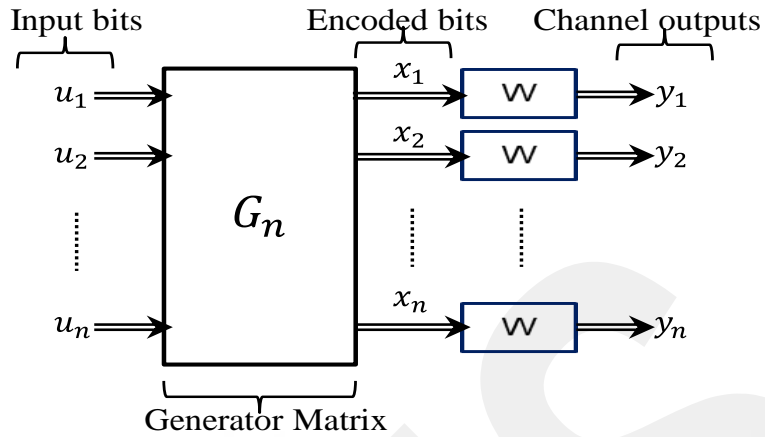 Input bits Encoded bits Channel outputs
u₁ x₁ W y₁
u₂ x₂ W y₂
Gₙ
uₙ xₙ W yₙ
Generator Matrix